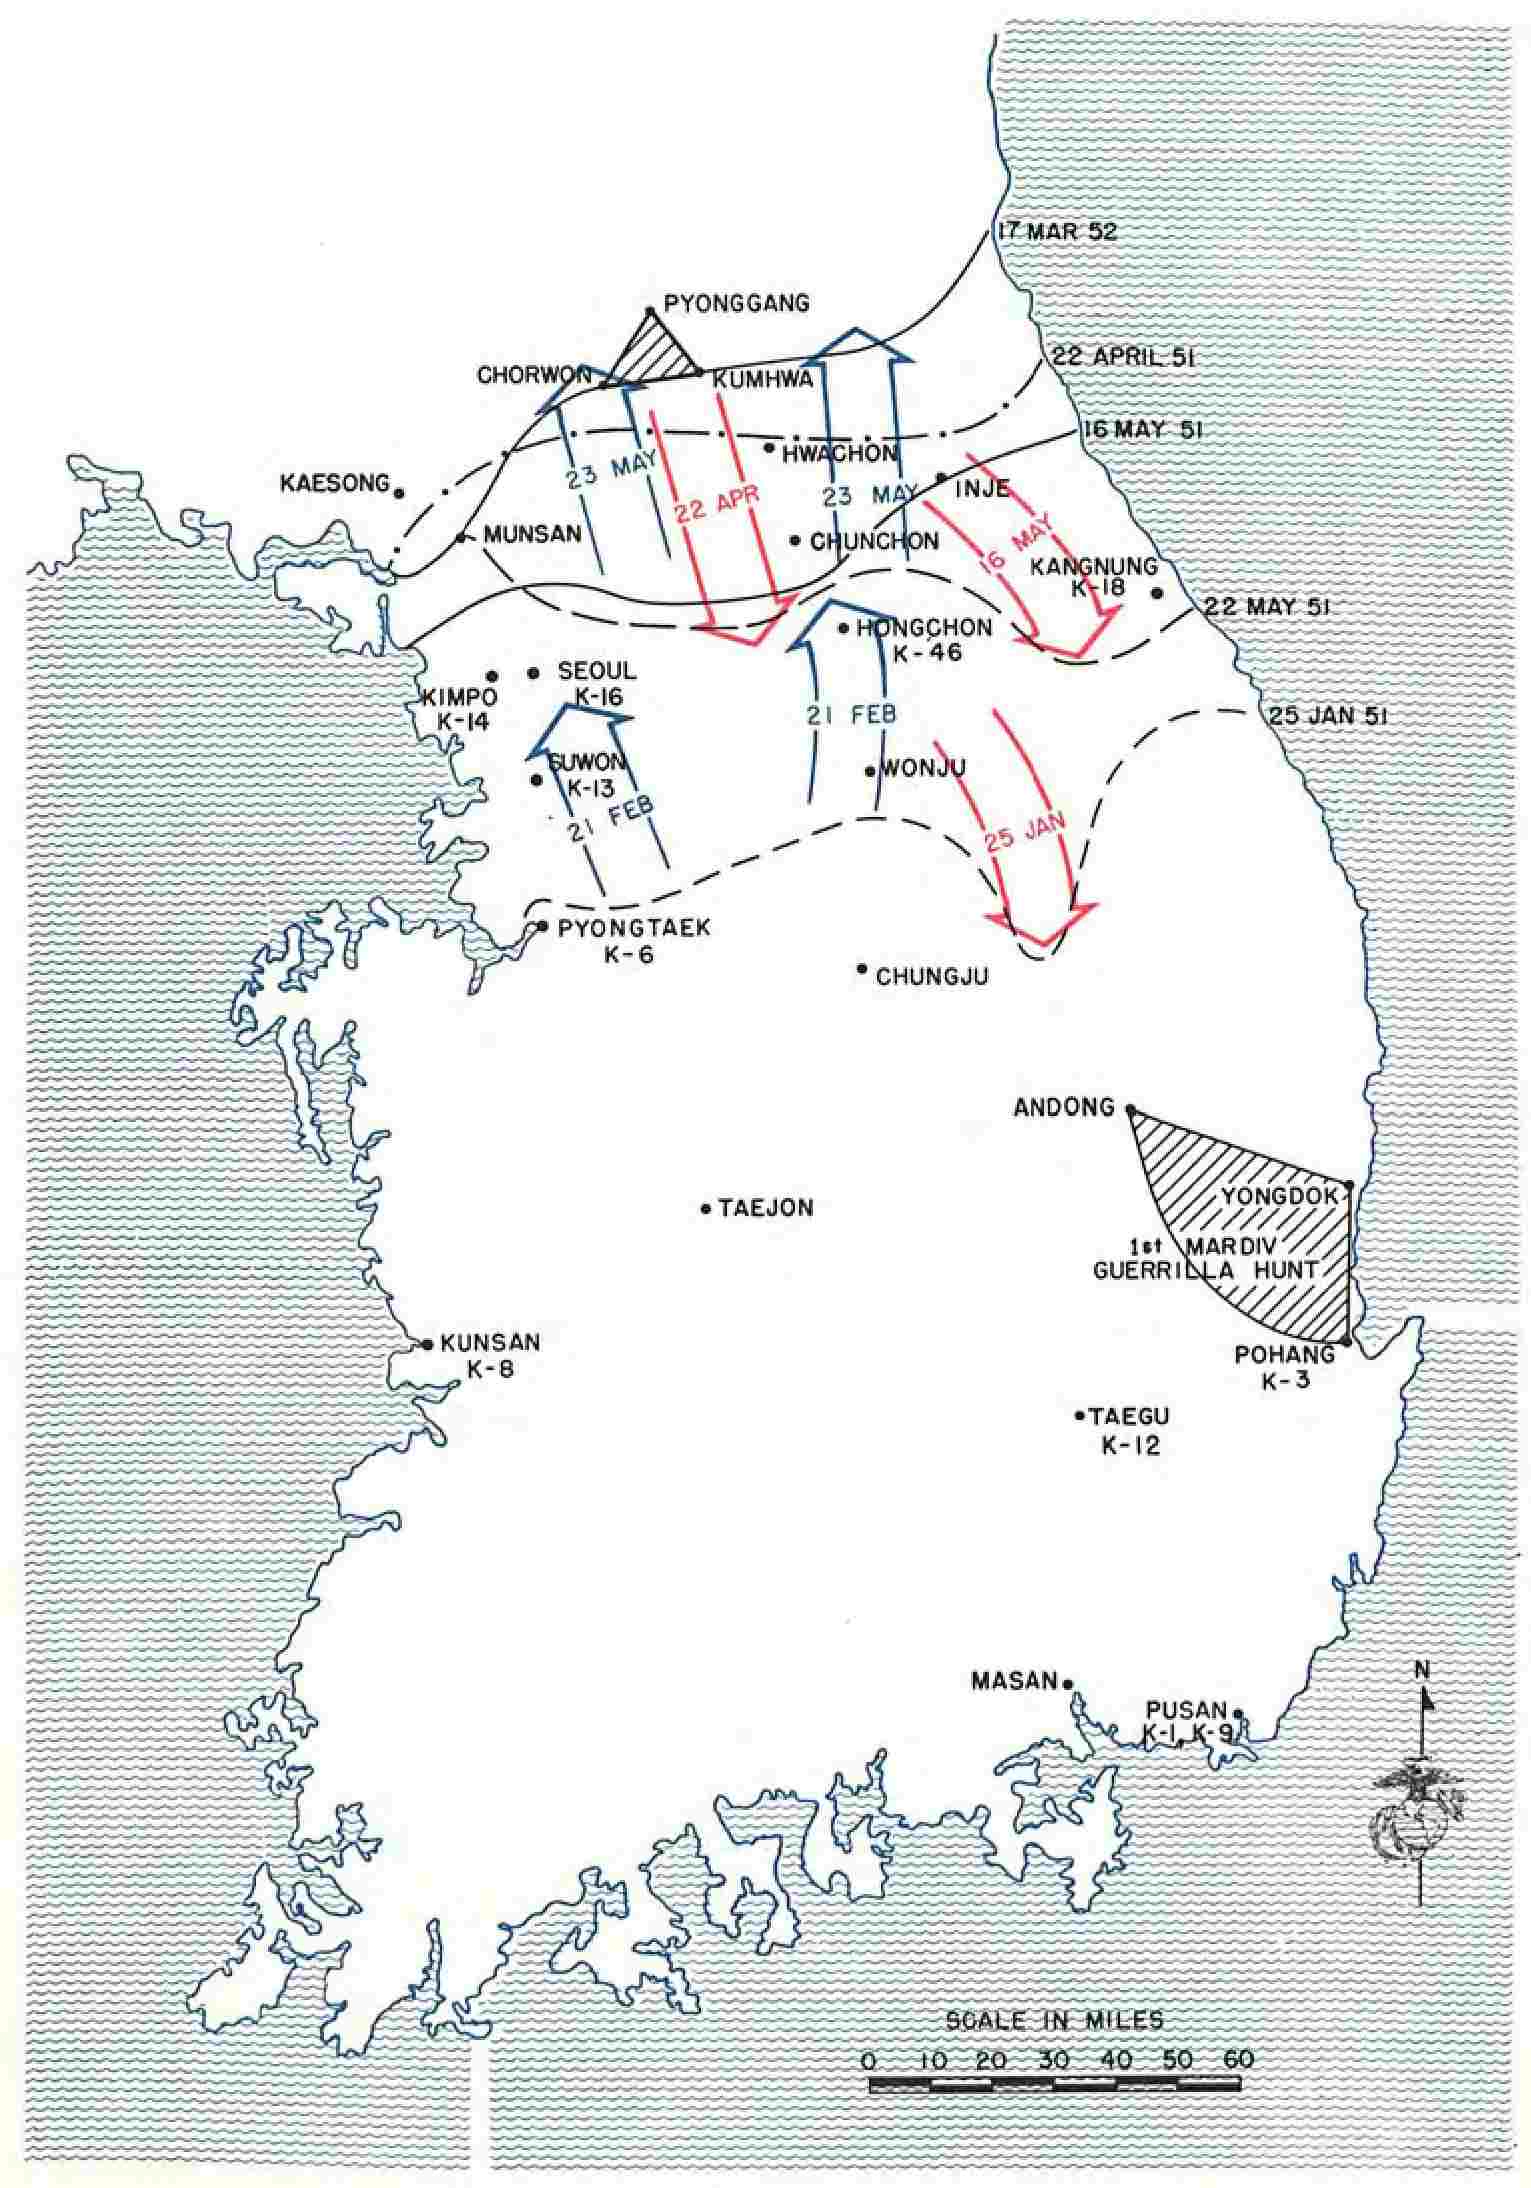 17 MAR 52
PYONGGANG
22 APRIL 51
CHORWON
KUMHWA
16 MAY 51
HWACHON
23 MAY
KAESONG
22 APR
23 MAY
INJE
MUNSAN
CHUNCHON
16 MAY
KANGNUNG
K-18
22 MAY 51
HONGCHON
K-46
SEOUL
K-16
KIMPO
K-14
21 FEB
25 JAN 51
SUWON
K-13
WONJU
21 FEB
25 JAN
PYONGTAEK
K-6
CHUNGJU
ANDONG
YONGDOK
TAEJON
1st MARDIV
GUERRILLA HUNT
KUNSAN
K-8
POHANG
K-3
TAEGU
K-12
N
MASAN
PUSAN
K-1, K-9
SCALE IN MILES
0 10 20 30 40 50 60